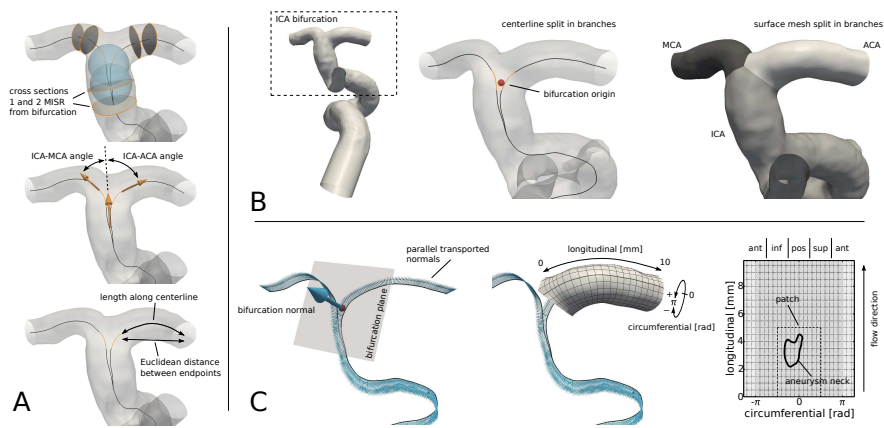 cross sections
1 and 2 MISR
from bifurcation
ICA-MCA angle
ICA-ACA angle
length along centerline
Euclidean distance
between endpoints
A
ICA bifurcation
centerline split in branches
surface mesh split in branches
MCA
ACA
bifurcation origin
ICA
B
parallel transported
normals
bifurcation normal
bifurcation plane
longitudinal [mm]
0
10
+
π
−
0
circumferential [rad]
C
ant
inf
pos
sup
ant
longitudinal [mm]
8
6
4
2
0
patch
aneurysm neck
-π
0
π
circumferential [rad]
flow direction